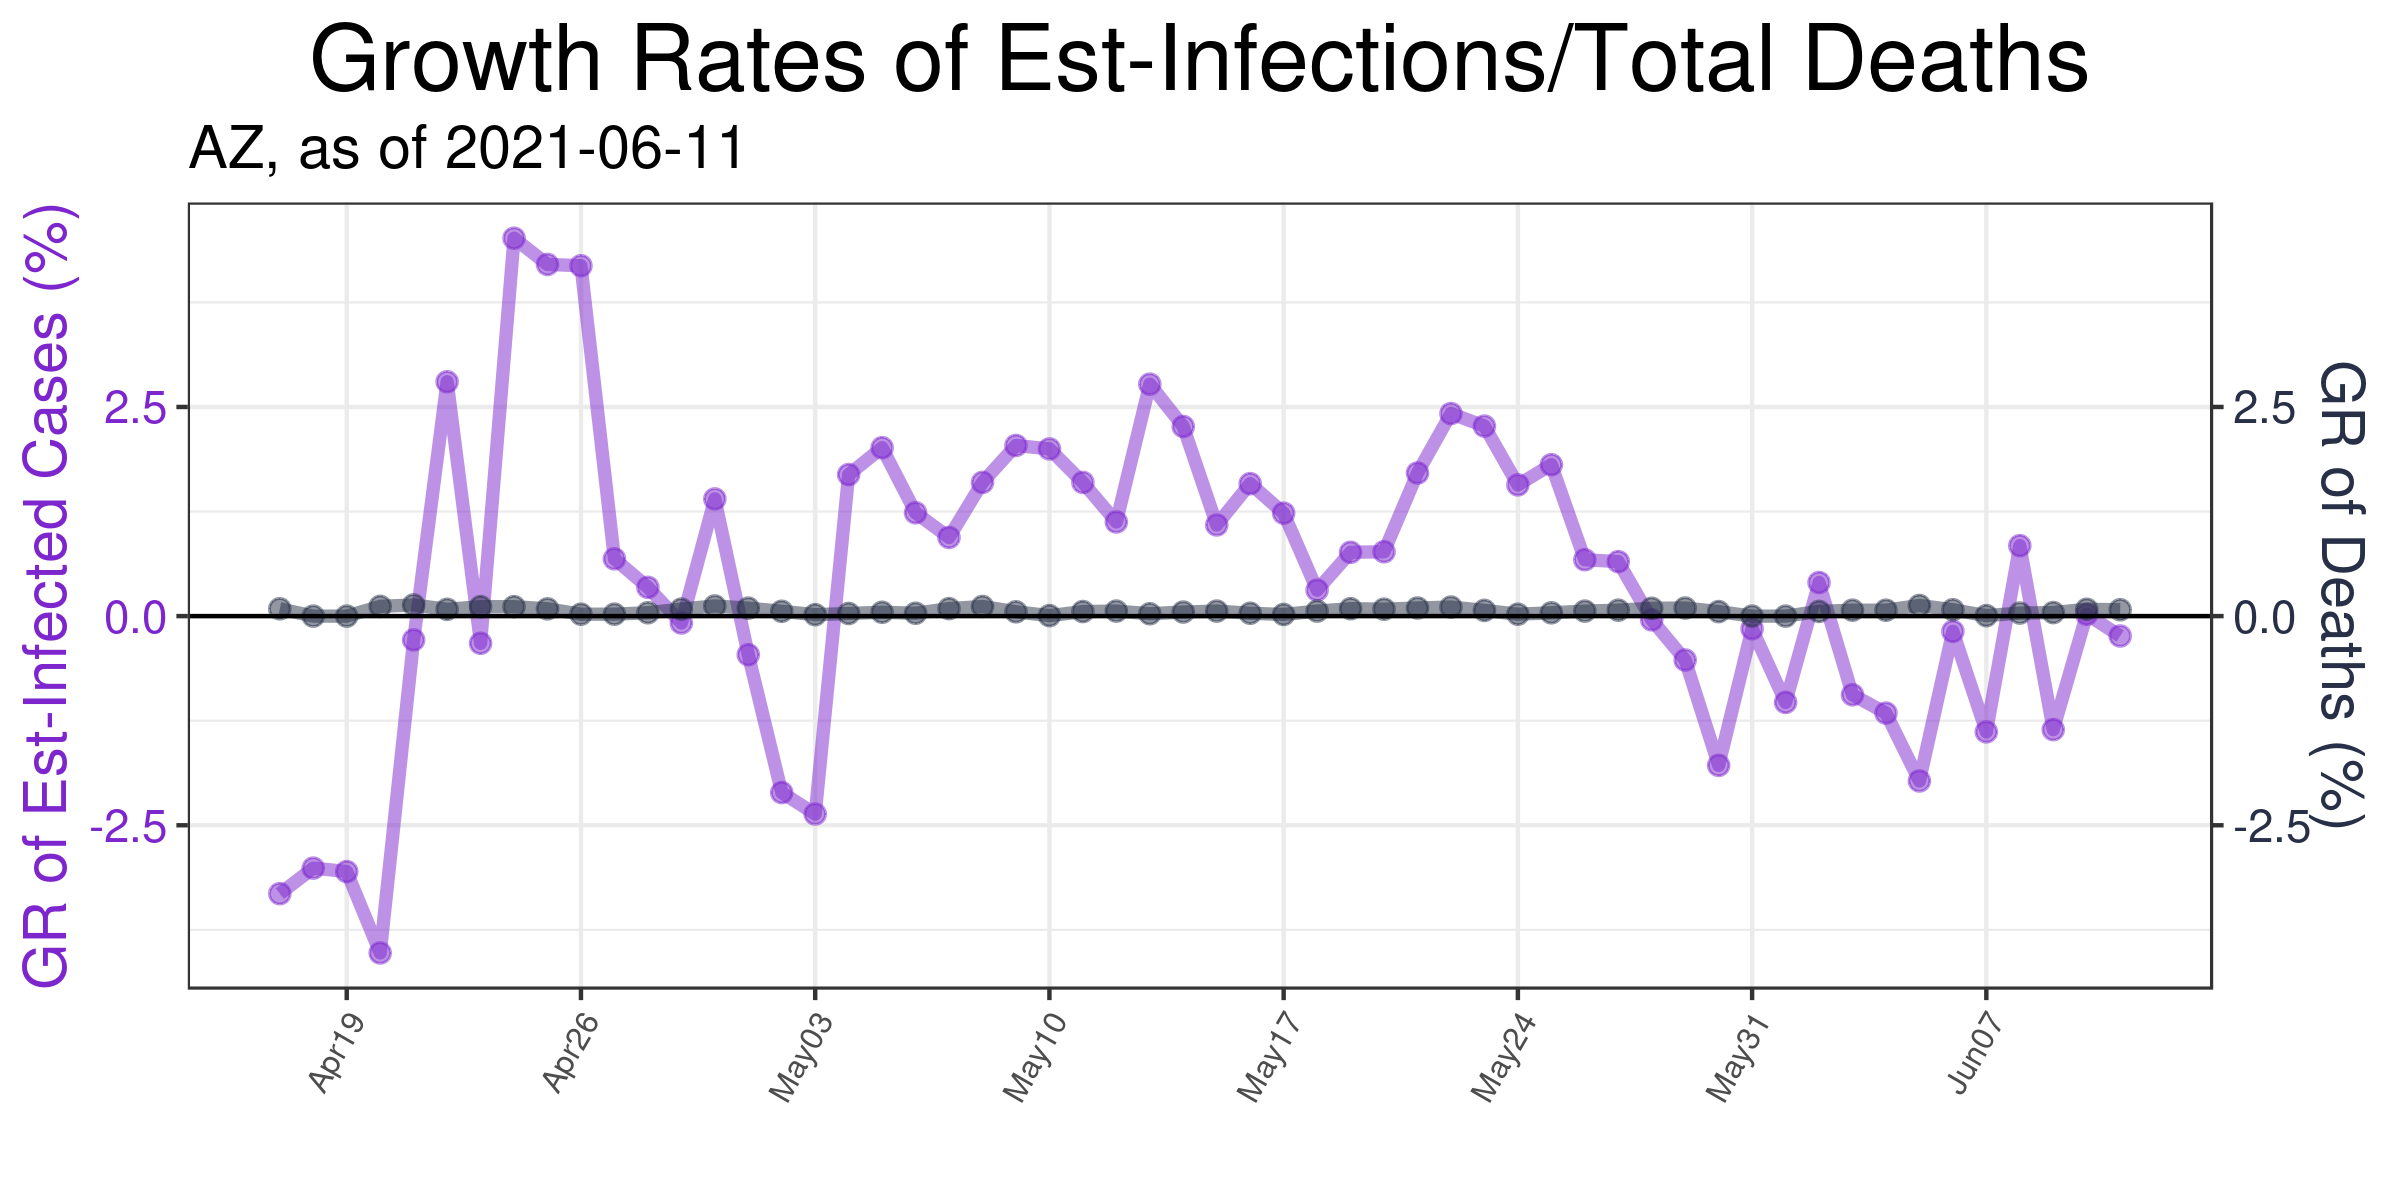 Growth Rates of Est-Infections/Total Deaths
AZ, as of 2021-06-11
GR of Est-Infected Cases (%)
2.5
0.0
-2.5
2.5
0.0
-2.5
GR of Deaths (%)
Apr19
Apr26
May03
May10
May17
May24
May31
Jun07